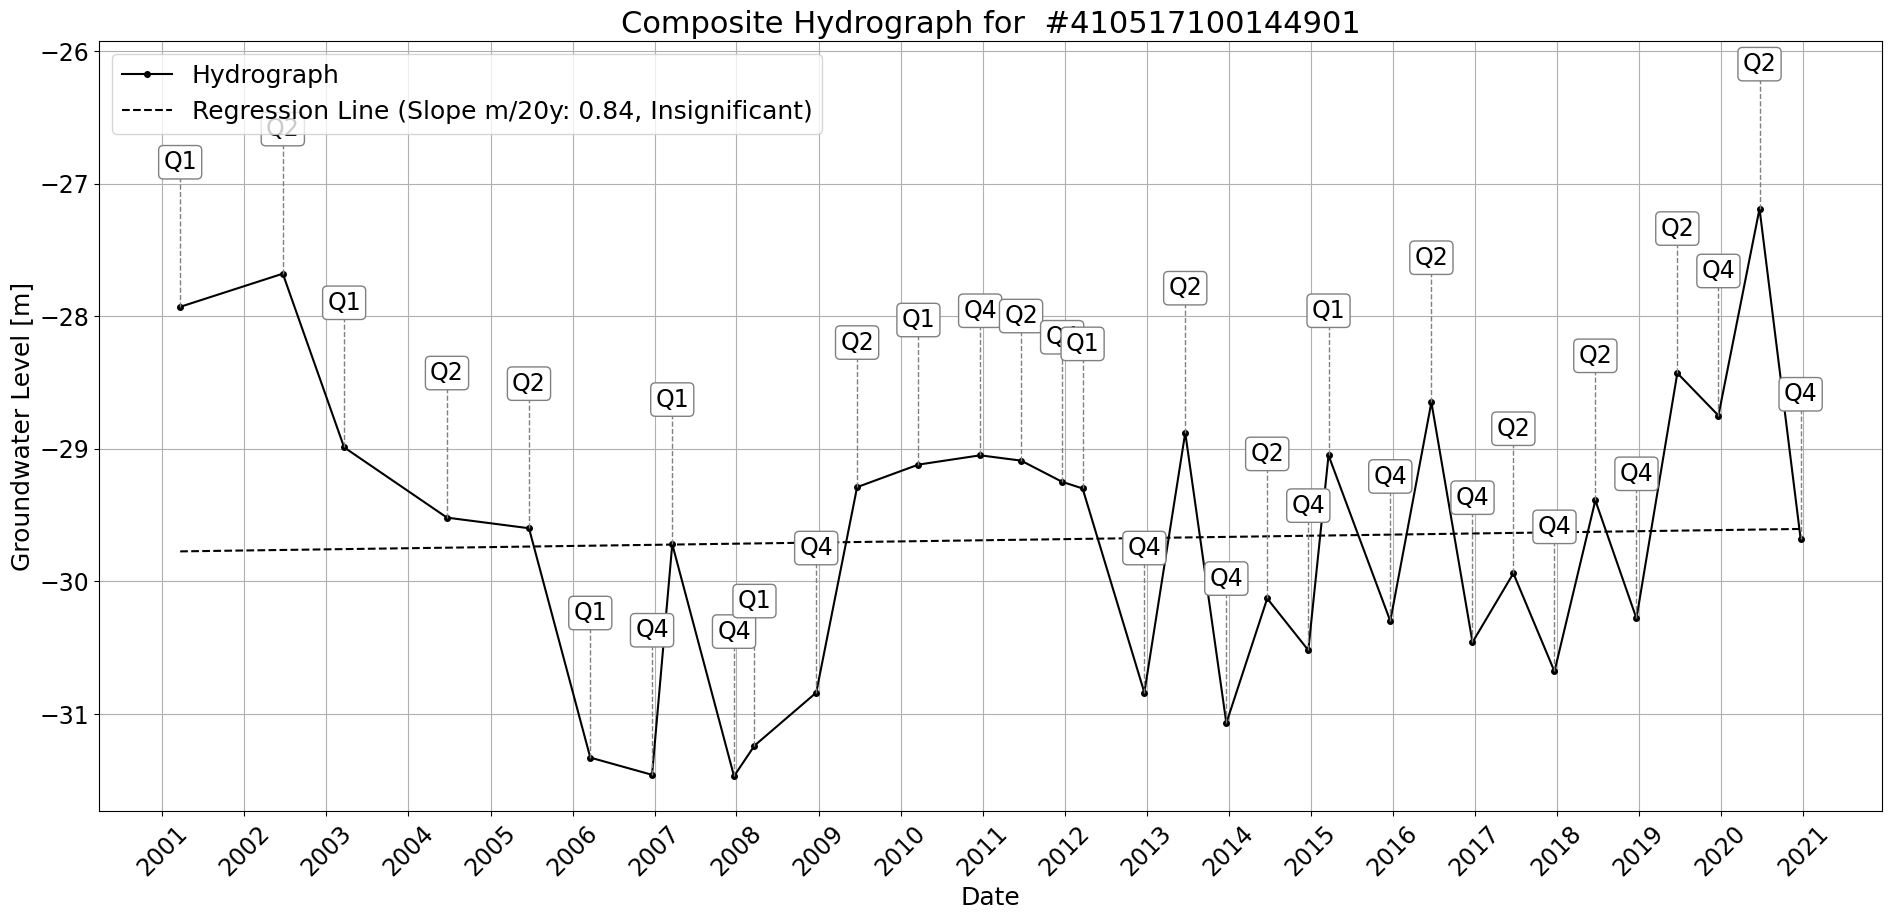 Composite Hydrograph for #410517100144901
Hydrograph
Regression Line (Slope m/20y: 0.84, Insignificant)
Groundwater Level [m]
−26
−27
−28
−29
−30
−31
Q1
Q2
Q1
Q2
Q2
Q1
Q4
Q1
Q4
Q1
Q4
Q2
Q1
Q4
Q2
Q1
Q4
Q2
Q4
Q2
Q4
Q1
Q4
Q2
Q4
Q2
Q4
Q2
Q4
Q2
Q4
Q2
Q4
2001
2002
2003
2004
2005
2006
2007
2008
2009
2010
2011
2012
2013
2014
2015
2016
2017
2018
2019
2020
2021
Date